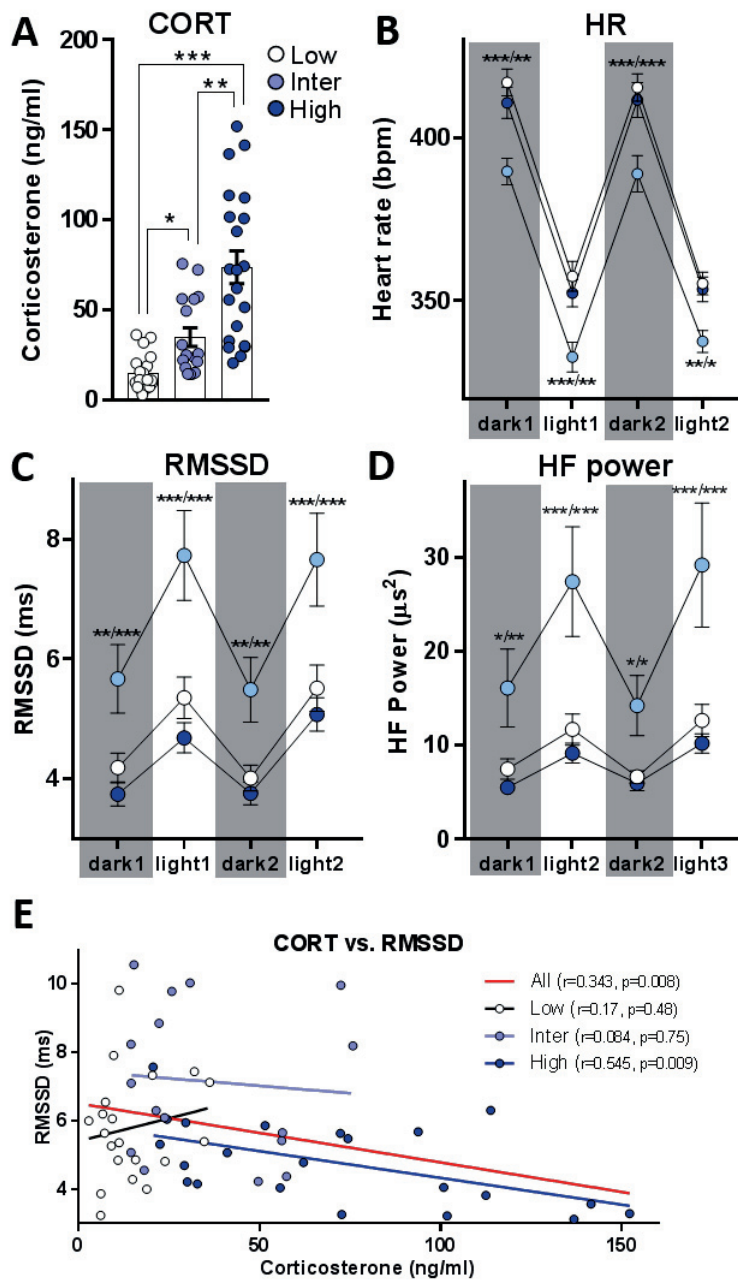 A
CORT
Corticosterone (ng/ml)
200
150
100
50
0
***
**
*
Low
Inter
High
B
HR
Heart rate (bpm)
400
350
***/**
***/***
***/**
**/*
dark1 light1 dark2 light2
C
RMSSD
RMSSD (ms)
8
6
4
**/***
***/***
**/**
***/***
dark1 light1 dark2 light2
D
HF power
HF Power (μs²)
30
20
10
0
*/**
***/***
*/*
***/***
dark1 light2 dark2 light3
E
CORT vs. RMSSD
RMSSD (ms)
10
8
6
4
All (r=0.343, p=0.008)
Low (r=0.17, p=0.48)
Inter (r=0.084, p=0.75)
High (r=0.545, p=0.009)
0 50 100 150
Corticosterone (ng/ml)